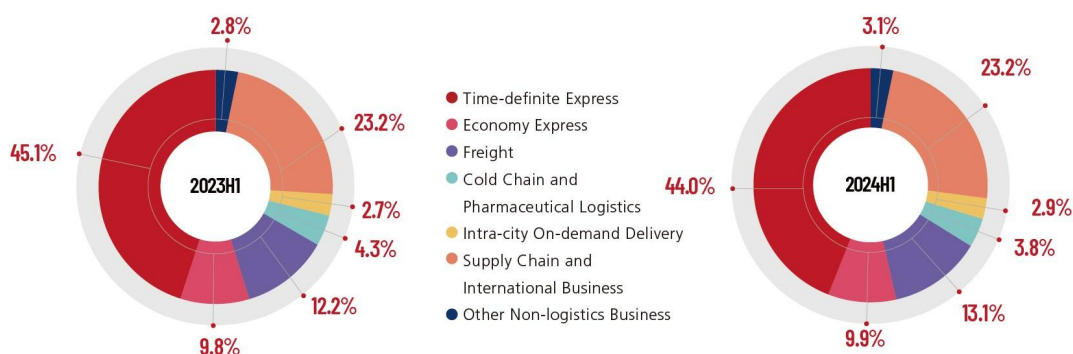 2.8%
23.2%
45.1%
2023H1
2.7%
4.3%
12.2%
9.8%
Time-definite Express
Economy Express
Freight
Cold Chain and
Pharmaceutical Logistics
Intra-city On-demand Delivery
Supply Chain and
International Business
Other Non-logistics Business
3.1%
23.2%
44.0%
2024H1
2.9%
3.8%
13.1%
9.9%